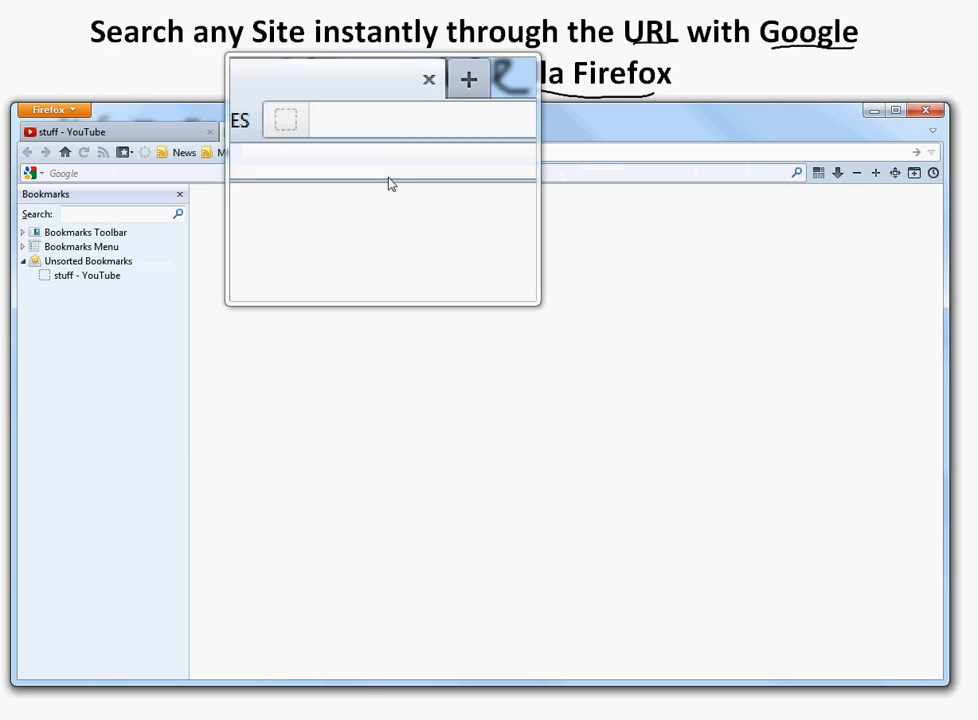 Search any Site instantly through the URL with Google
la Firefox
Firefox
stuff - YouTube
ES
News
M
Google
Bookmarks
Search:
Bookmarks Toolbar
Bookmarks Menu
Unsorted Bookmarks
stuff - YouTube